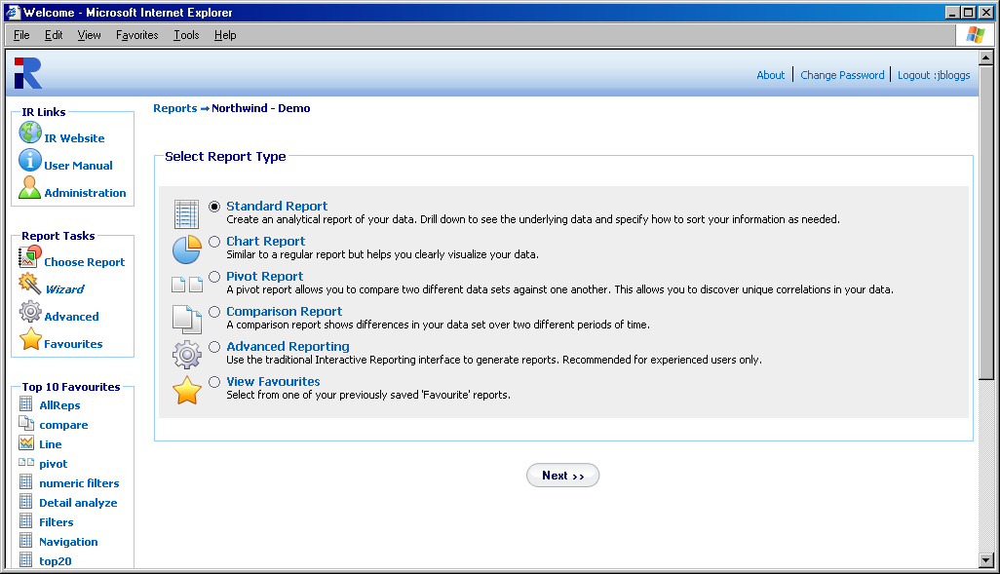 Welcome - Microsoft Internet Explorer
File Edit View Favorites Tools Help
IR
About Change Password Logout :jbloggs
Reports ⇒ Northwind - Demo
IR Links
IR Website
User Manual
Administration
Report Tasks
Choose Report
Wizard
Advanced
Favourites
Top 10 Favourites
AllReps
compare
Line
pivot
numeric filters
Detail analyze
Filters
Navigation
top20
Select Report Type
Standard Report
Create an analytical report of your data. Drill down to see the underlying data and specify how to sort your information as needed.
Chart Report
Similar to a regular report but helps you clearly visualize your data.
Pivot Report
A pivot report allows you to compare two different data sets against one another. This allows you to discover unique correlations in your data.
Comparison Report
A comparison report shows differences in your data set over two different periods of time.
Advanced Reporting
Use the traditional Interactive Reporting interface to generate reports. Recommended for experienced users only.
View Favourites
Select from one of your previously saved 'Favourite' reports.
Next >>